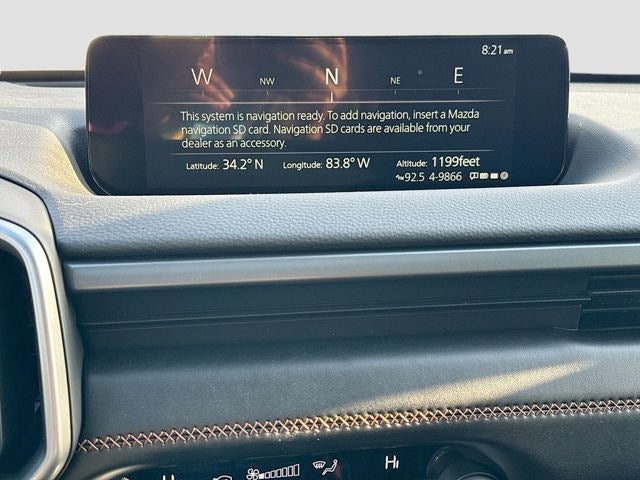 8:21am
W NW N NE E
This system is navigation ready. To add navigation, insert a Mazda
navigation SD card. Navigation SD cards are available from your
dealer as an accessory.
Latitude: 34.2° N Longitude: 83.8° W Altitude: 1199feet
92.5 4-9866
HI